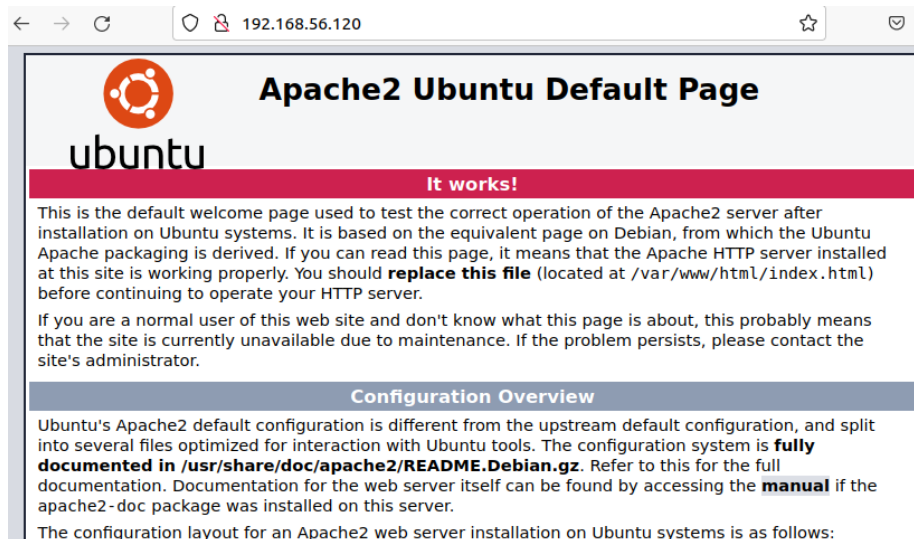 192.168.56.120
Apache2 Ubuntu Default Page
ubuntu
It works!
This is the default welcome page used to test the correct operation of the Apache2 server after
installation on Ubuntu systems. It is based on the equivalent page on Debian, from which the Ubuntu
Apache packaging is derived. If you can read this page, it means that the Apache HTTP server installed
at this site is working properly. You should replace this file (located at /var/www/html/index.html)
before continuing to operate your HTTP server.
If you are a normal user of this web site and don't know what this page is about, this probably means
that the site is currently unavailable due to maintenance. If the problem persists, please contact the
site's administrator.
Configuration Overview
Ubuntu's Apache2 default configuration is different from the upstream default configuration, and split
into several files optimized for interaction with Ubuntu tools. The configuration system is fully
documented in /usr/share/doc/apache2/README.Debian.gz. Refer to this for the full
documentation. Documentation for the web server itself can be found by accessing the manual if the
apache2-doc package was installed on this server.
The configuration layout for an Apache2 web server installation on Ubuntu systems is as follows: